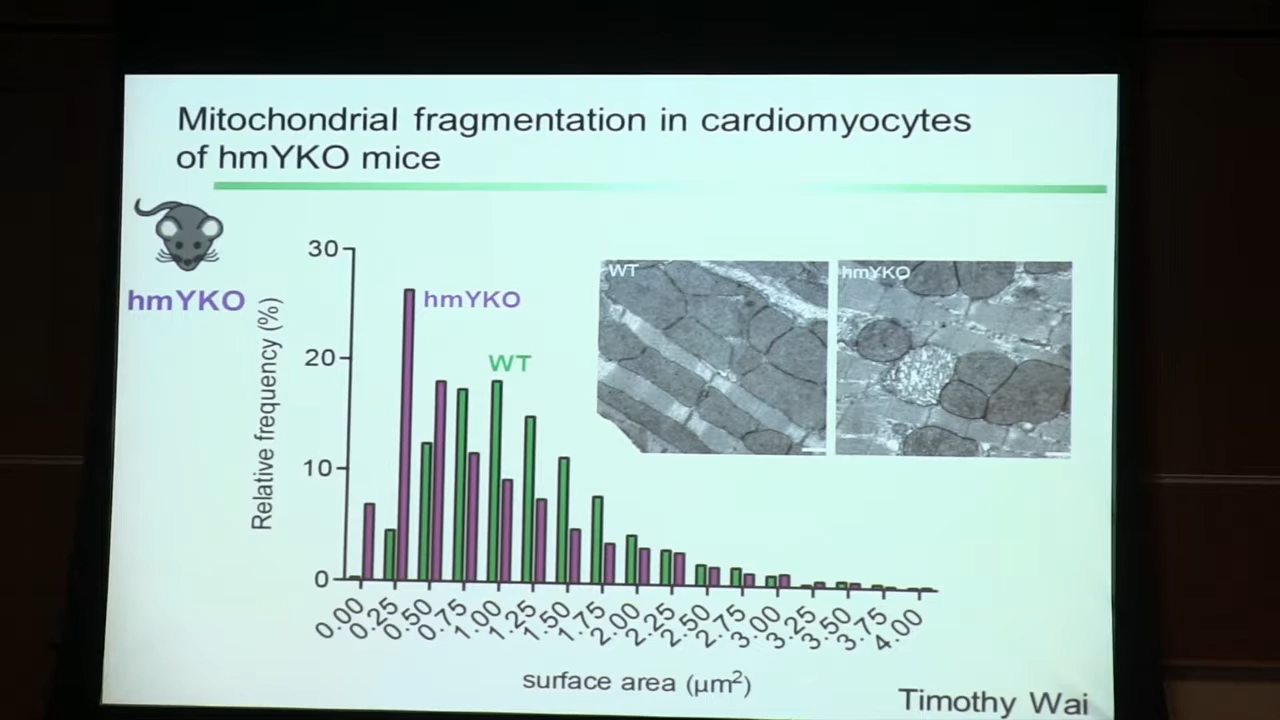 Mitochondrial fragmentation in cardiomyocytes
of hmYKO mice
hmYKO
Relative frequency (%)
30
20
10
0
hmYKO
WT
WT
hmYKO
0.00 0.25 0.50 0.75 1.00 1.25 1.50 1.75 2.00 2.25 2.50 2.75 3.00 3.25 3.50 3.75 4.00
surface area (µm²)
Timothy Wai